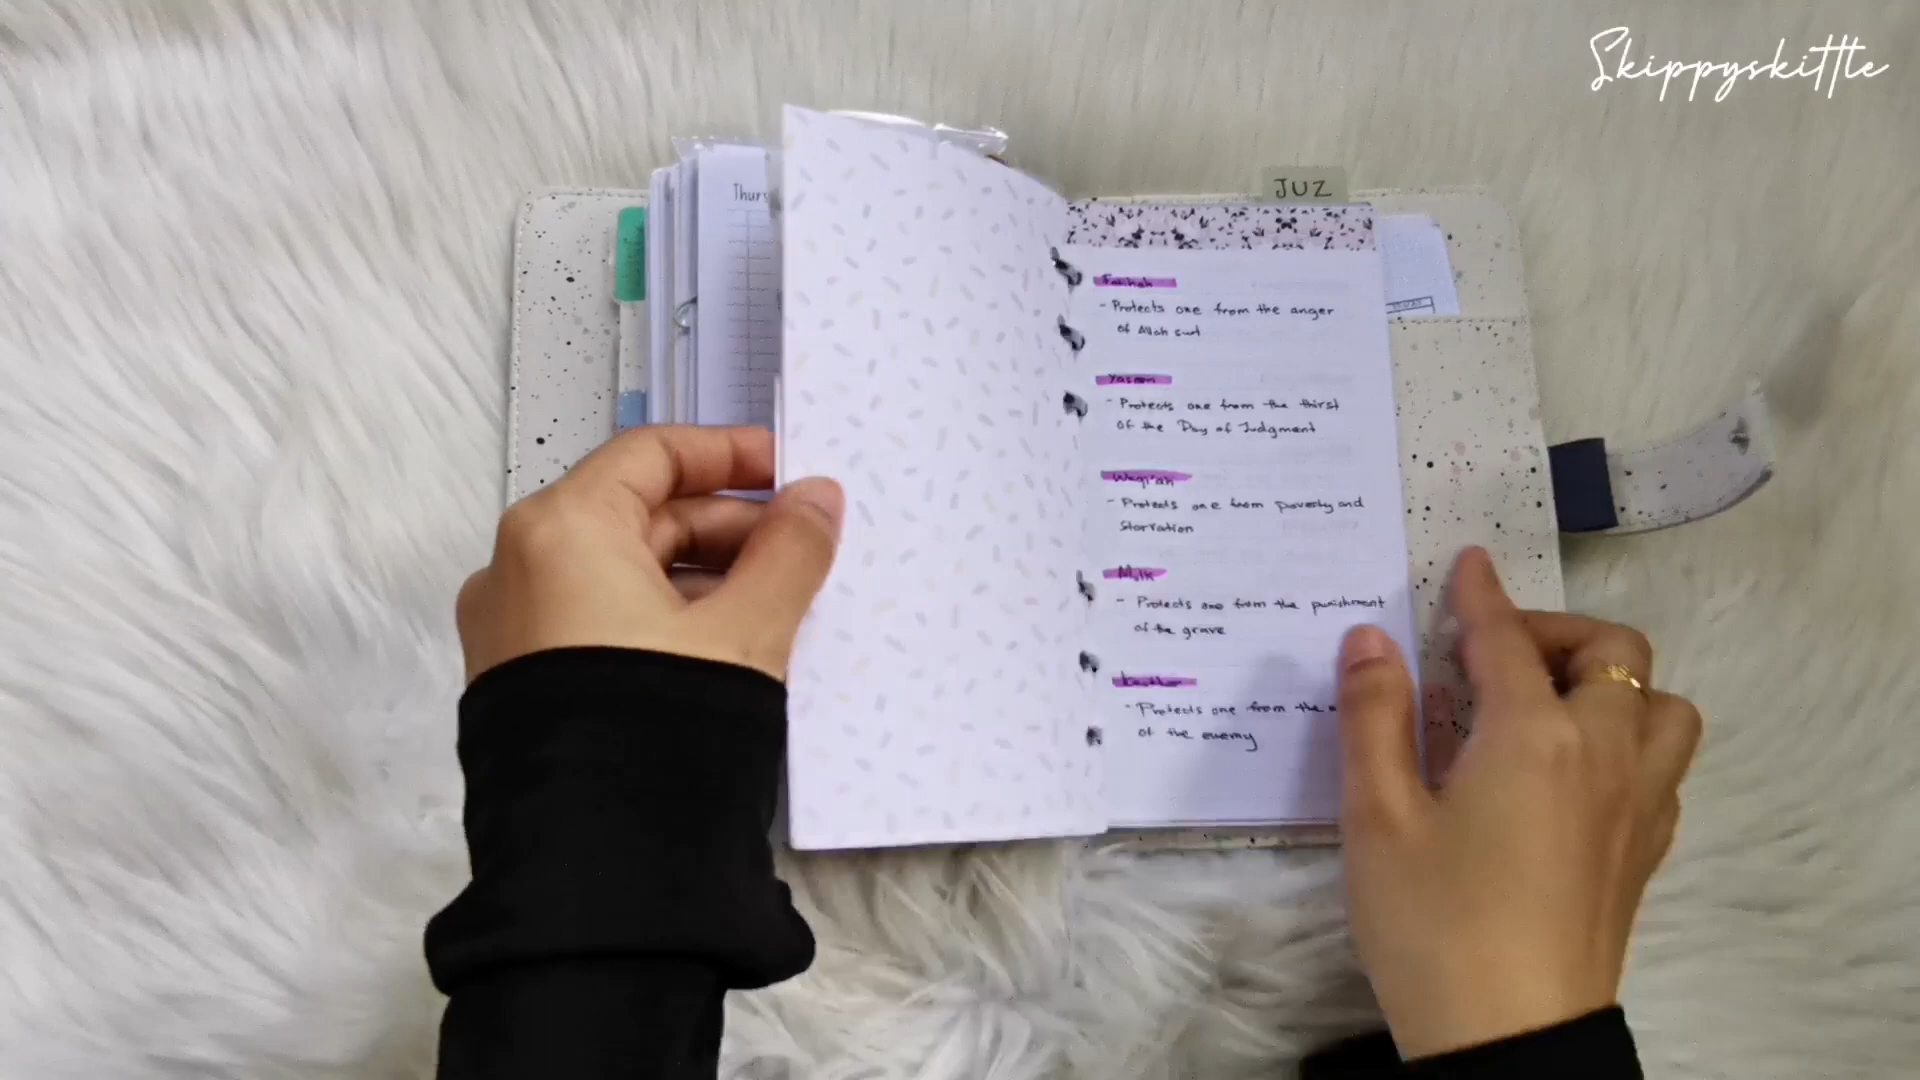 Skippyskittle
JUZ
Thurs
Fatihah
- Protects one from the anger
of Allah swt
Yaseen
- Protects one from the thirst
of the Day of Judgment
Waqi'ah
- Protects one from poverty and
starvation
Mulk
- Protects one from the punishment
of the grave
- Protects one from the
of the enemy